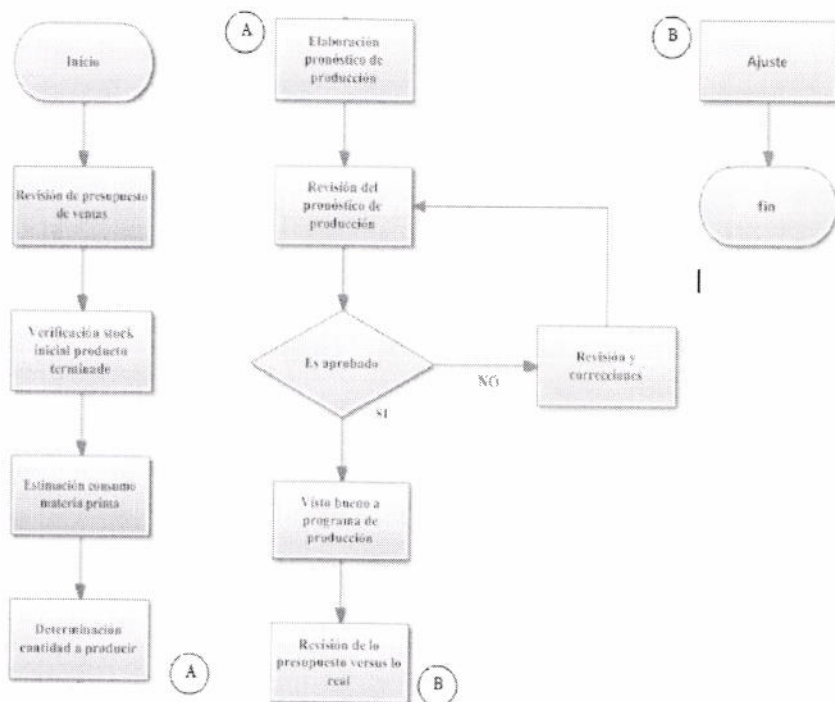 Inicio
Revisión de presupuesto
de ventas
Verificación stock
inicial producto
terminado
Estimación consumo
materia prima
Determinación
cantidad a producir
A
A
Elaboración
pronóstico de
producción
Revisión del
pronóstico de
producción
Es aprobado
NO
SI
Revisión y
correcciones
Visto bueno a
programa de
producción
Revisión de lo
presupuesto versus lo
real
B
B
Ajuste
fin